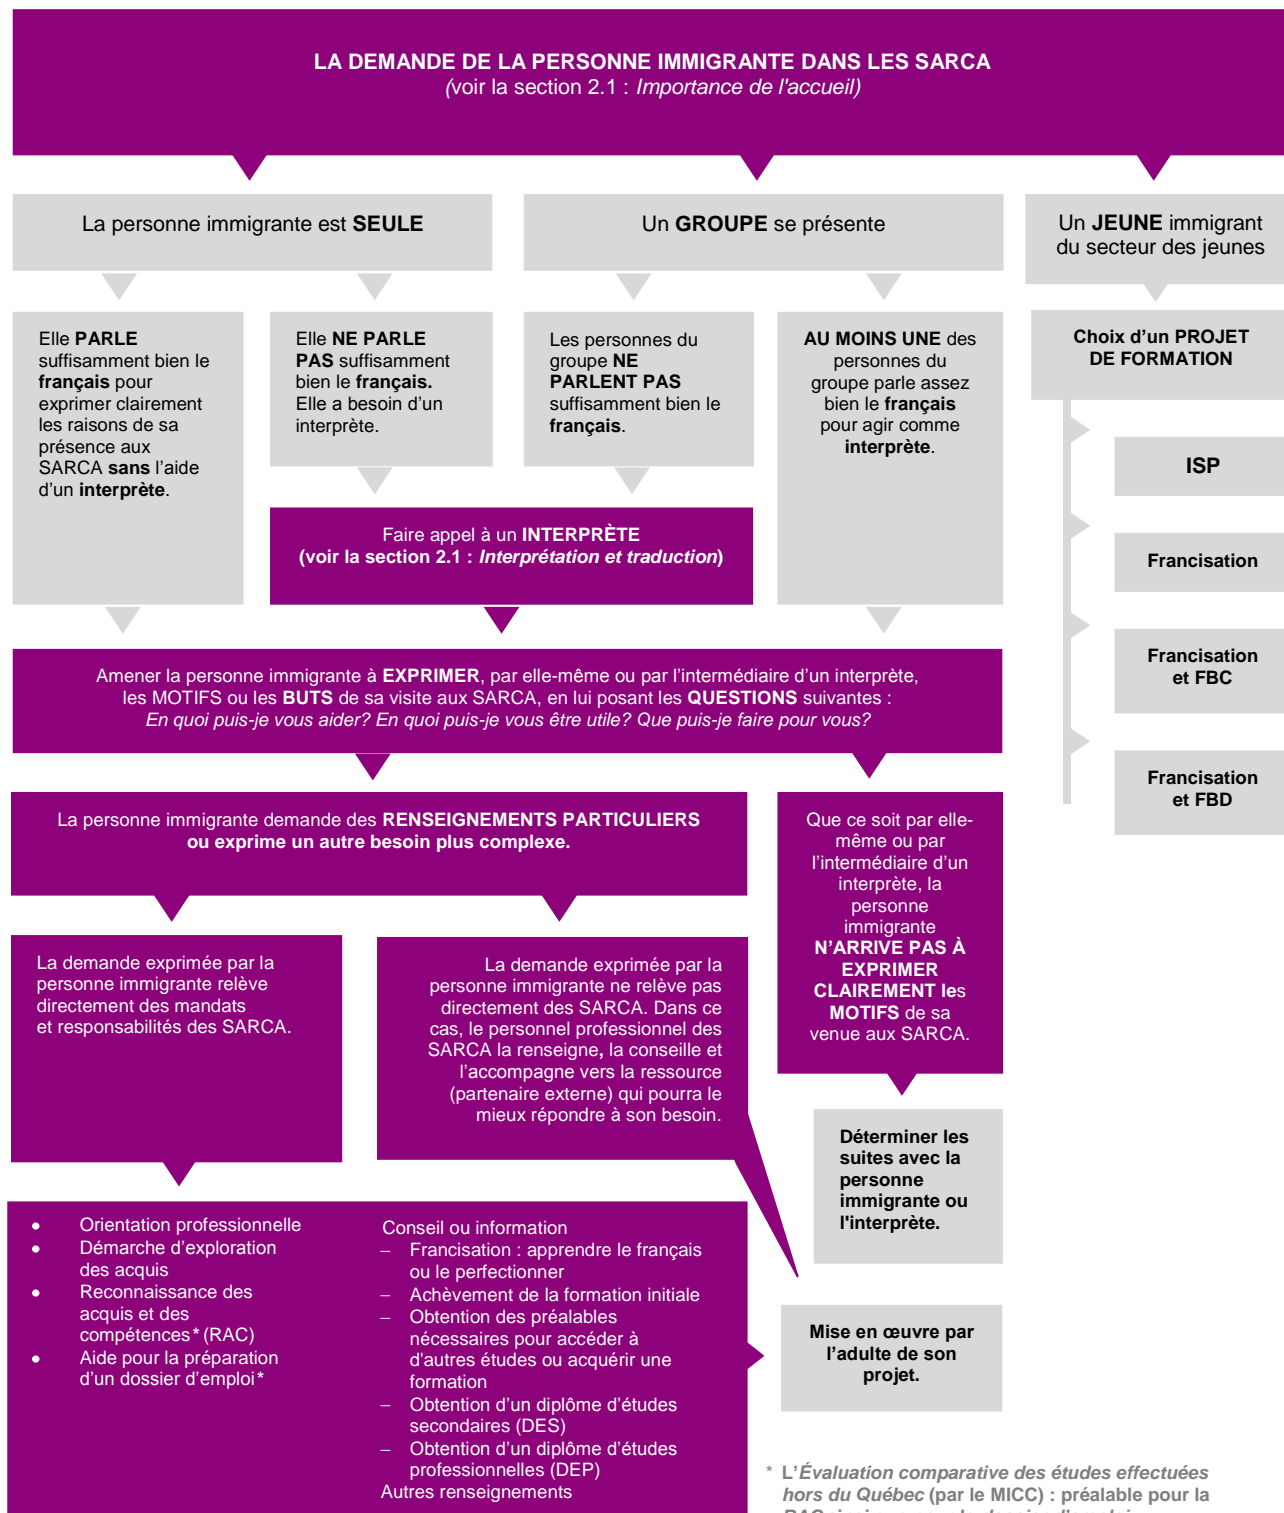 LA DEMANDE DE LA PERSONNE IMMIGRANTE DANS LES SARCA
(voir la section 2.1 : Importance de l'accueil)
La personne immigrante est SEULE
Un GROUPE se présente
Un JEUNE immigrant
du secteur des jeunes
Elle PARLE
suffisamment bien le
français pour
exprimer clairement
les raisons de sa
présence aux
SARCA sans l’aide
d’un interprète.
Elle NE PARLE
PAS suffisamment
bien le français.
Elle a besoin d’un
interprète.
Les personnes du
groupe NE
PARLENT PAS
suffisamment bien le
français.
AU MOINS UNE des
personnes du
groupe parle assez
bien le français
pour agir comme
interprète.
Choix d’un PROJET
DE FORMATION
ISP
Francisation
Francisation
et FBC
Francisation
et FBD
Faire appel à un INTERPRÈTE
(voir la section 2.1 : Interprétation et traduction)
Amener la personne immigrante à EXPRIMER, par elle-même ou par l’intermédiaire d’un interprète,
les MOTIFS ou les BUTS de sa visite aux SARCA, en lui posant les QUESTIONS suivantes :
En quoi puis-je vous aider? En quoi puis-je vous être utile? Que puis-je faire pour vous?
La personne immigrante demande des RENSEIGNEMENTS PARTICULIERS
ou exprime un autre besoin plus complexe.
Que ce soit par elle-
même ou par
l’intermédiaire d’un
interprète, la
personne
immigrante
N’ARRIVE PAS À
EXPRIMER
CLAIREMENT les
MOTIFS de sa
venue aux SARCA.
La demande exprimée par la
personne immigrante relève
directement des mandats
et responsabilités des SARCA.
La demande exprimée par la
personne immigrante ne relève pas
directement des SARCA. Dans ce
cas, le personnel professionnel des
SARCA la renseigne, la conseille et
l’accompagne vers la ressource
(partenaire externe) qui pourra le
mieux répondre à son besoin.
Déterminer les
suites avec la
personne
immigrante ou
l'interprète.
• Orientation professionnelle
• Démarche d’exploration
des acquis
• Reconnaissance des
acquis et des
compétences* (RAC)
• Aide pour la préparation
d’un dossier d’emploi*
Conseil ou information
– Francisation : apprendre le français
ou le perfectionner
– Achèvement de la formation initiale
– Obtention des préalables
nécessaires pour accéder à
d'autres études ou acquérir une
formation
– Obtention d’un diplôme d’études
secondaires (DES)
– Obtention d’un diplôme d’études
professionnelles (DEP)
Autres renseignements
Mise en œuvre par
l’adulte de son
projet.
* L’Évaluation comparative des études effectuées
hors du Québec (par le MICC) : préalable pour la